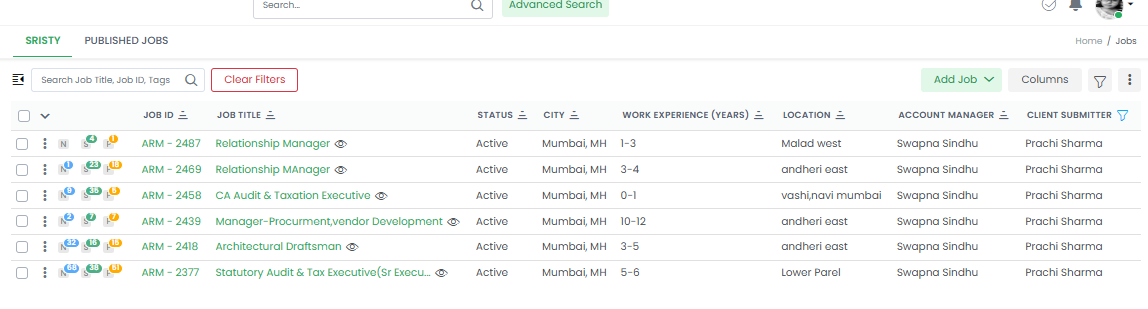 Search... Advanced Search
SRISTY PUBLISHED JOBS Home / Jobs
Search Job Title, Job ID, Tags Clear Filters Add Job Columns
JOB ID JOB TITLE STATUS CITY WORK EXPERIENCE (YEARS) LOCATION ACCOUNT MANAGER CLIENT SUBMITTER
N S 4 P 1 ARM - 2487 Relationship Manager Active Mumbai, MH 1-3 Malad west Swapna Sindhu Prachi Sharma
N 1 S 23 P 18 ARM - 2469 Relationship MAnager Active Mumbai, MH 3-4 andheri east Swapna Sindhu Prachi Sharma
N 9 S 36 ARM - 2458 CA Audit & Taxation Executive Active Mumbai, MH 0-1 vashi,navi mumbai Swapna Sindhu Prachi Sharma
N 2 S 7 P 7 ARM - 2439 Manager-Procurment,vendor Development Active Mumbai, MH 10-12 andheri east Swapna Sindhu Prachi Sharma
N 32 S 16 P 15 ARM - 2418 Architectural Draftsman Active Mumbai, MH 3-5 andheri east Swapna Sindhu Prachi Sharma
N 68 S 38 P 61 ARM - 2377 Statutory Audit & Tax Executive(Sr Execu... Active Mumbai, MH 5-6 Lower Parel Swapna Sindhu Prachi Sharma